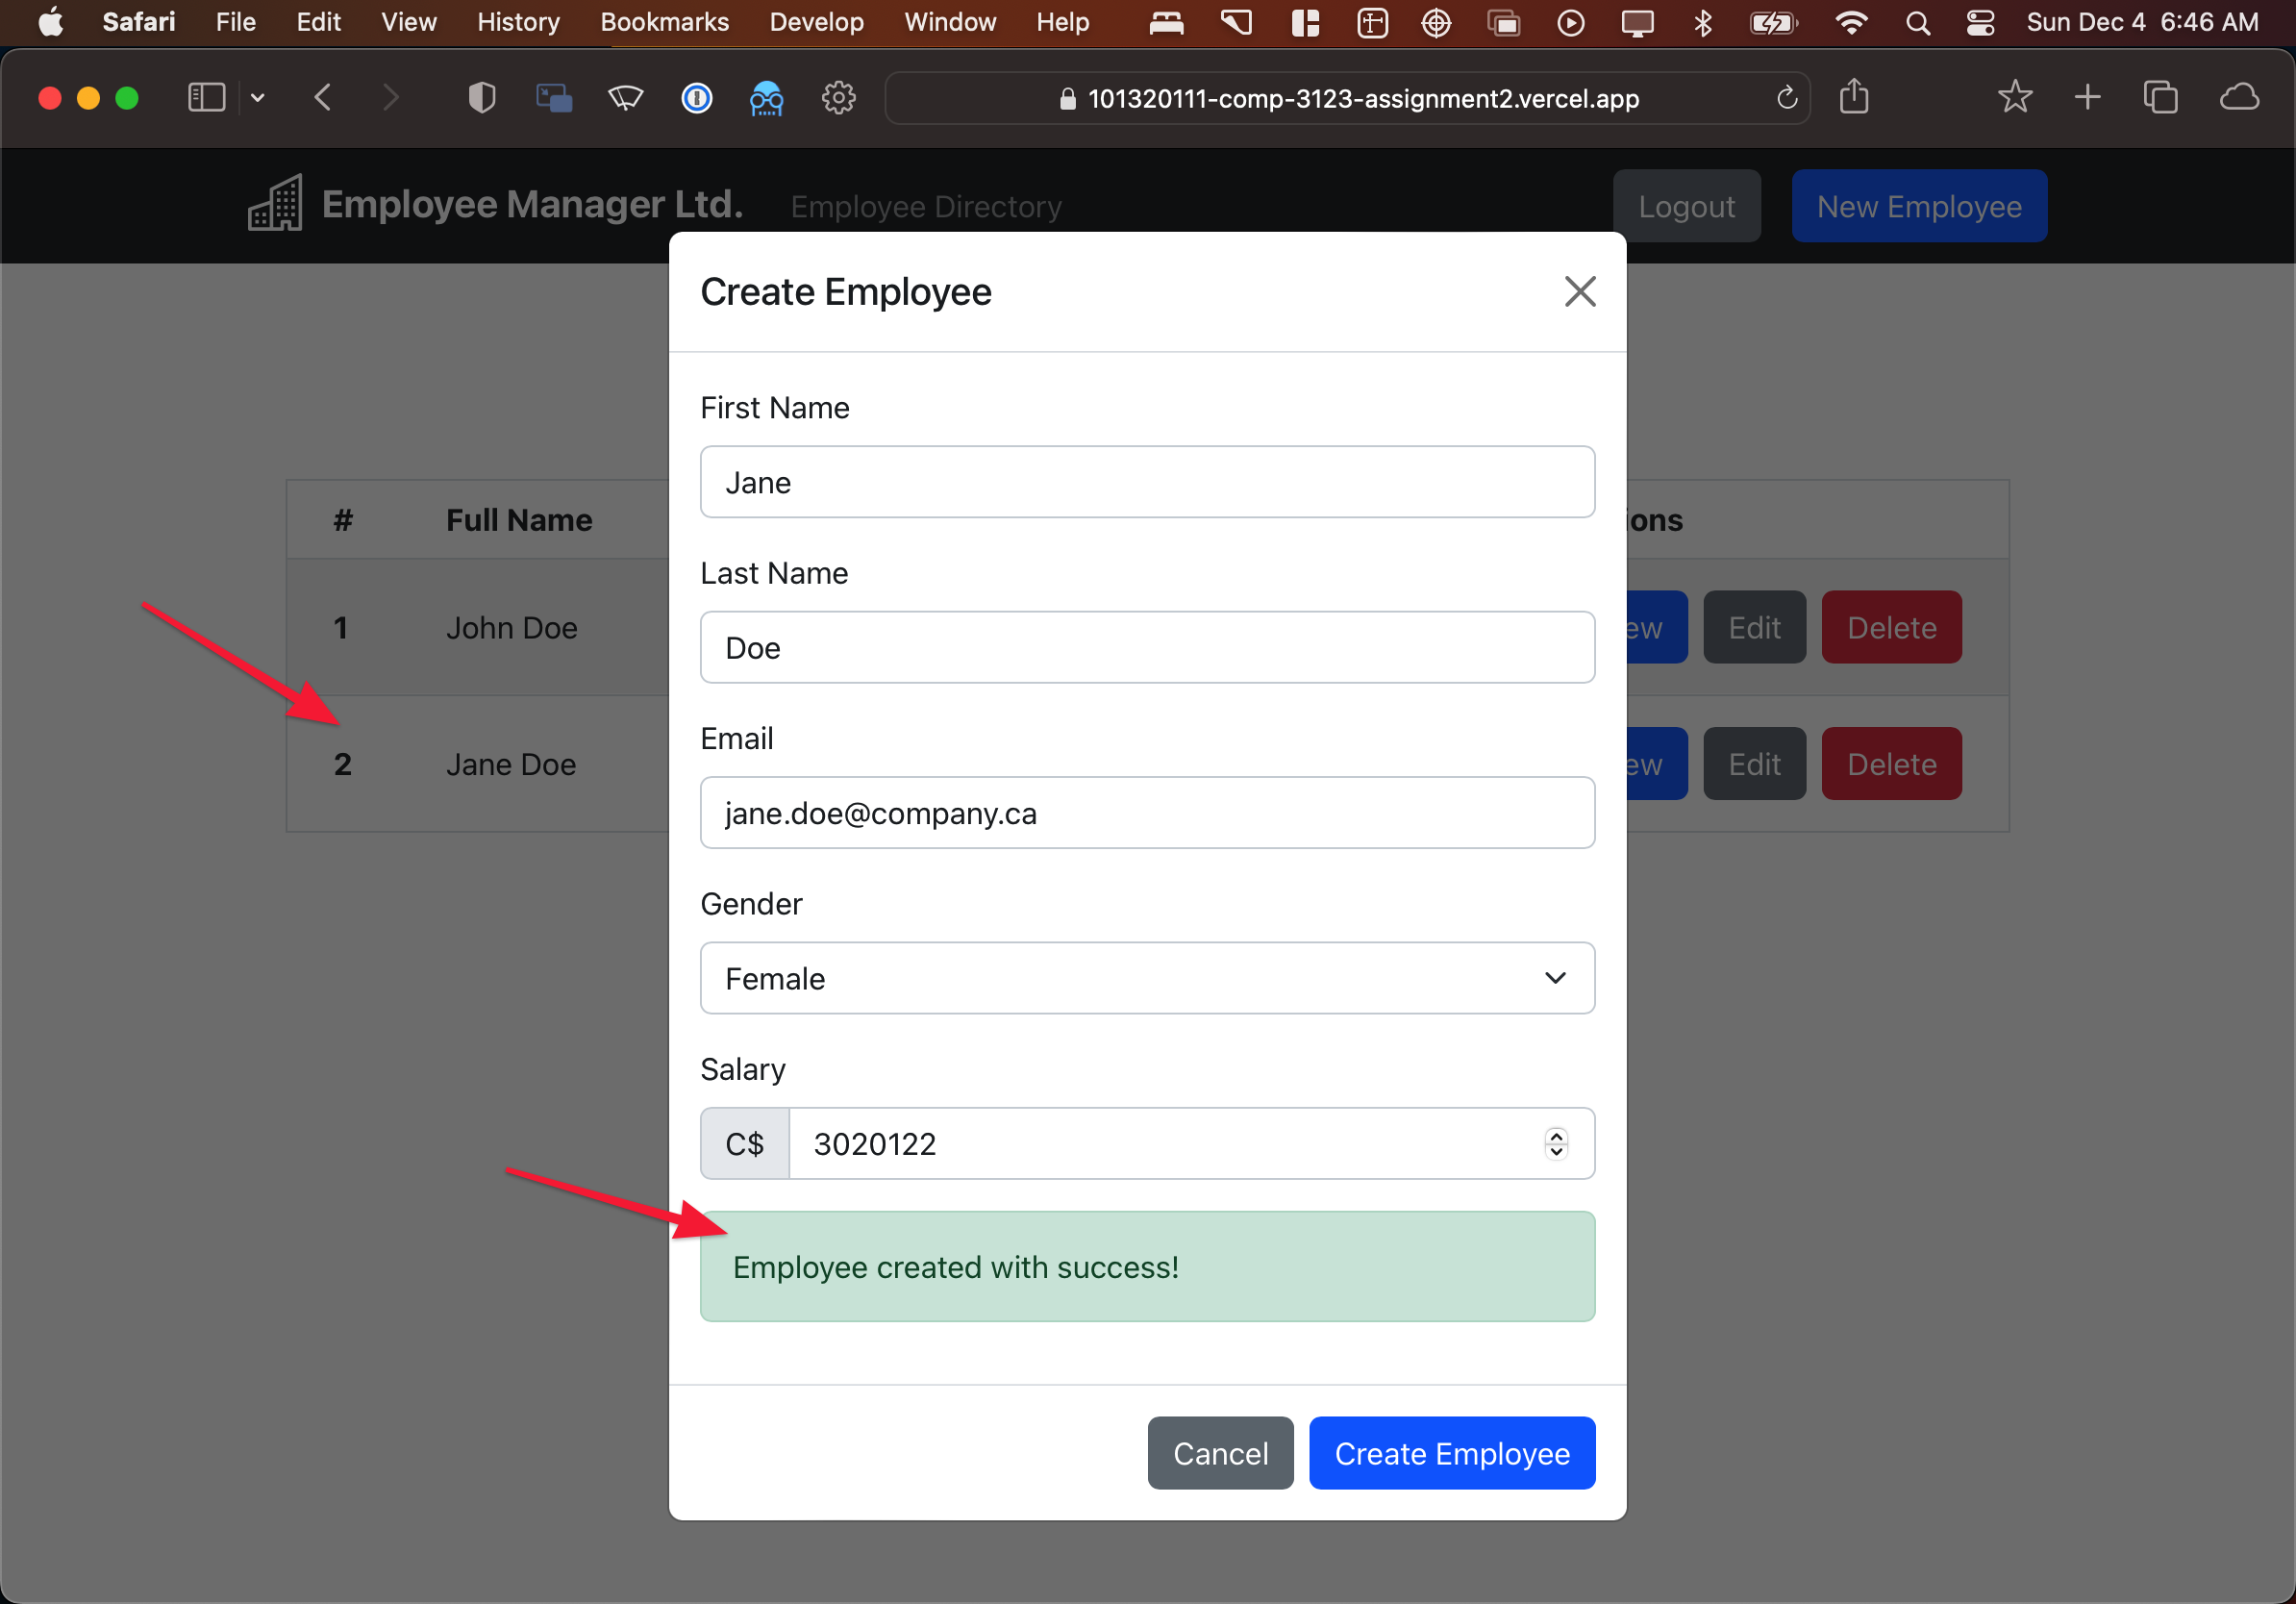 Safari File Edit View History Bookmarks Develop Window Help Sun Dec 4 6:46 AM
101320111-comp-3123-assignment2.vercel.app
Employee Manager Ltd. Employee Directory Logout New Employee
Create Employee
First Name
Jane
# Full Name ions
Last Name
1 John Doe ew Edit Delete
Doe
Email
2 Jane Doe ew Edit Delete
jane.doe@company.ca
Gender
Female
Salary
C$ 3020122
Employee created with success!
Cancel Create Employee